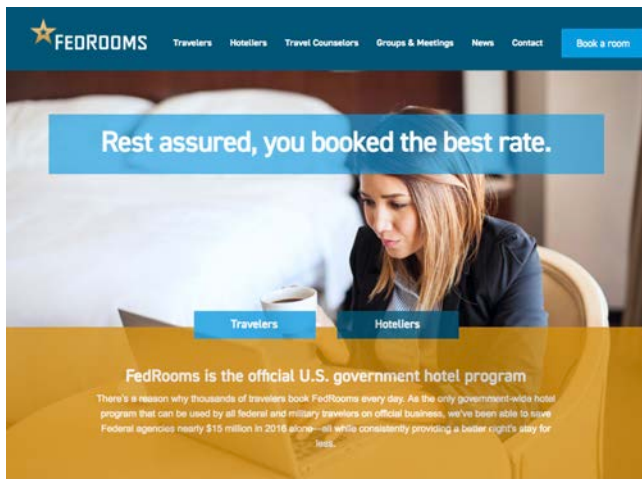 FEDROOMS
Travelers Hoteliers Travel Counselors Groups & Meetings News Contact Book a room
Rest assured, you booked the best rate.
Travelers Hoteliers
FedRooms is the official U.S. government hotel program
There's a reason why thousands of travelers book FedRooms every day. As the only government-wide hotel
program that can be used by all federal and military travelers on official business, we've been able to save
Federal agencies nearly $15 million in 2016 alone—all while consistently providing a better night's stay for
less.